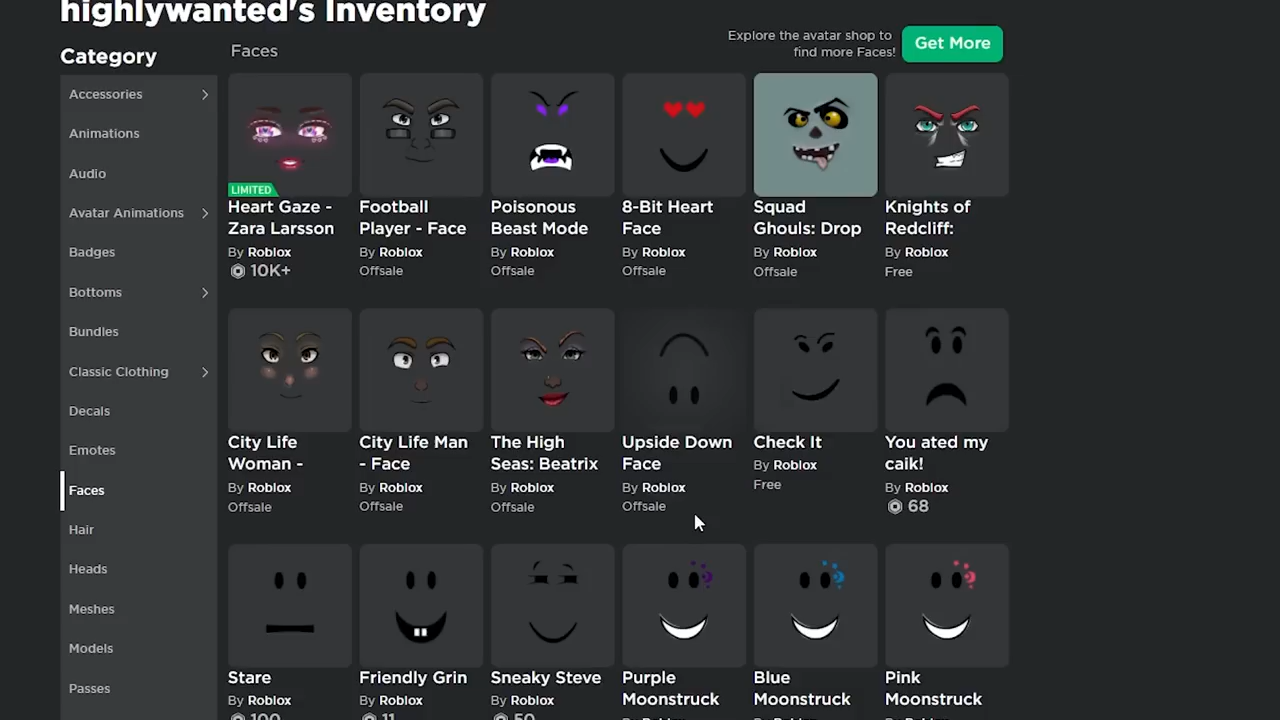 highlywanted's Inventory
Category
Accessories
Animations
Audio
Avatar Animations
Badges
Bottoms
Bundles
Classic Clothing
Decals
Emotes
Faces
Hair
Heads
Meshes
Models
Passes
Faces
Explore the avatar shop to
find more Faces!
Get More
LIMITED
Heart Gaze -
Zara Larsson
By Roblox
10K+
Football
Player - Face
By Roblox
Offsale
Poisonous
Beast Mode
By Roblox
Offsale
8-Bit Heart
Face
By Roblox
Offsale
Squad
Ghouls: Drop
By Roblox
Offsale
Knights of
Redcliff:
By Roblox
Free
City Life
Woman -
By Roblox
Offsale
City Life Man
- Face
By Roblox
Offsale
The High
Seas: Beatrix
By Roblox
Offsale
Upside Down
Face
By Roblox
Offsale
Check It
By Roblox
Free
You ated my
caik!
By Roblox
68
Stare
By Roblox
100
Friendly Grin
By Roblox
11
Sneaky Steve
By Roblox
50
Purple
Moonstruck
Blue
Moonstruck
Pink
Moonstruck